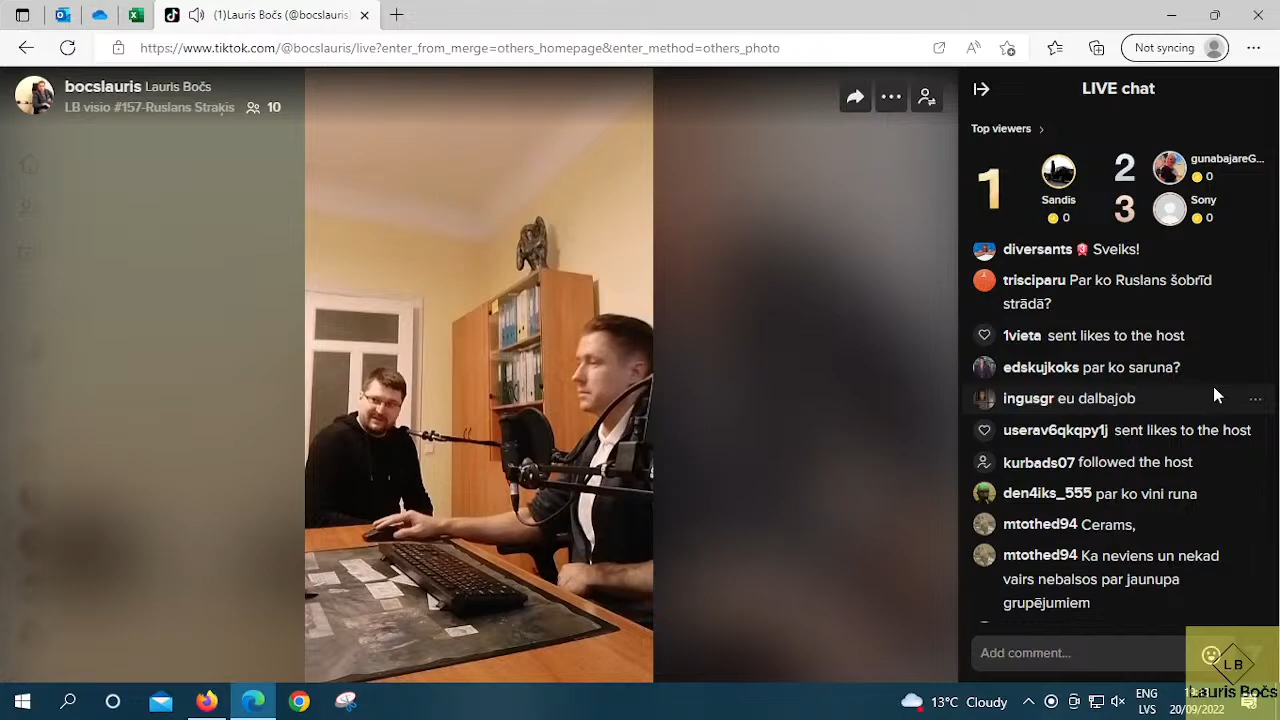 (1)Lauris Bočs (@bocslauris
https://www.tiktok.com/@bocslauris/live?enter_from_merge=others_homepage&enter_method=others_photo
Not syncing
bocslauris Lauris Bočs
LB visio #157-Ruslans Straķis 10
LIVE chat
Top viewers
1
Sandis
0
2
gunabajareG...
0
3
Sony
0
diversants Sveiks!
trisciparu Par ko Ruslans šobrīd
strādā?
1vieta sent likes to the host
edskujkoks par ko saruna?
ingusgr eu dalbajob
userav6qkqpy1j sent likes to the host
kurbads07 followed the host
den4iks_555 par ko vini runa
mtothed94 Cerams,
mtothed94 Ka neviens un nekad
vairs nebalsos par jaunupa
grupējumiem
Add comment...
L B
Lauris Bočs
13°C Cloudy
ENG
LVS
20/09/2022